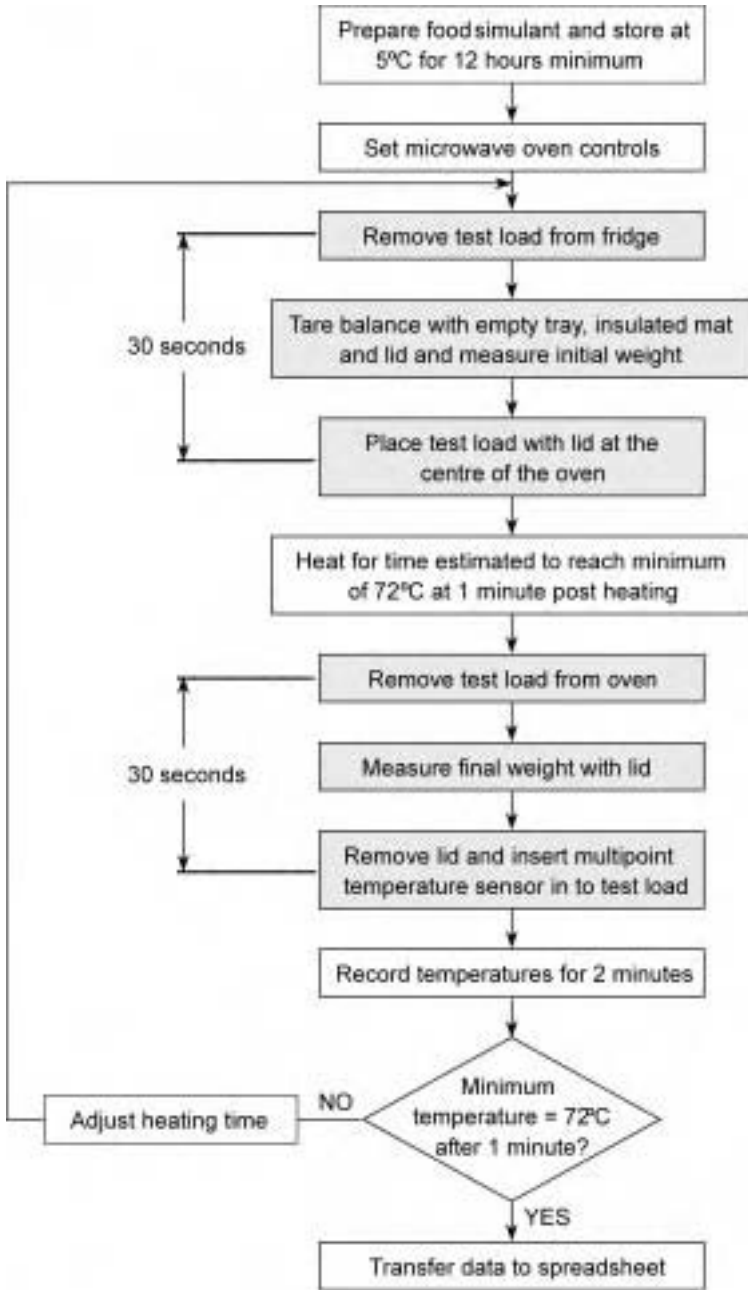 Prepare food simulant and store at
5ºC for 12 hours minimum
Set microwave oven controls
Remove test load from fridge
Tare balance with empty tray, insulated mat
and lid and measure initial weight
30 seconds
Place test load with lid at the
centre of the oven
Heat for time estimated to reach minimum
of 72ºC at 1 minute post heating
Remove test load from oven
Measure final weight with lid
30 seconds
Remove lid and insert multipoint
temperature sensor in to test load
Record temperatures for 2 minutes
Minimum
temperature = 72ºC
after 1 minute?
NO
Adjust heating time
YES
Transfer data to spreadsheet